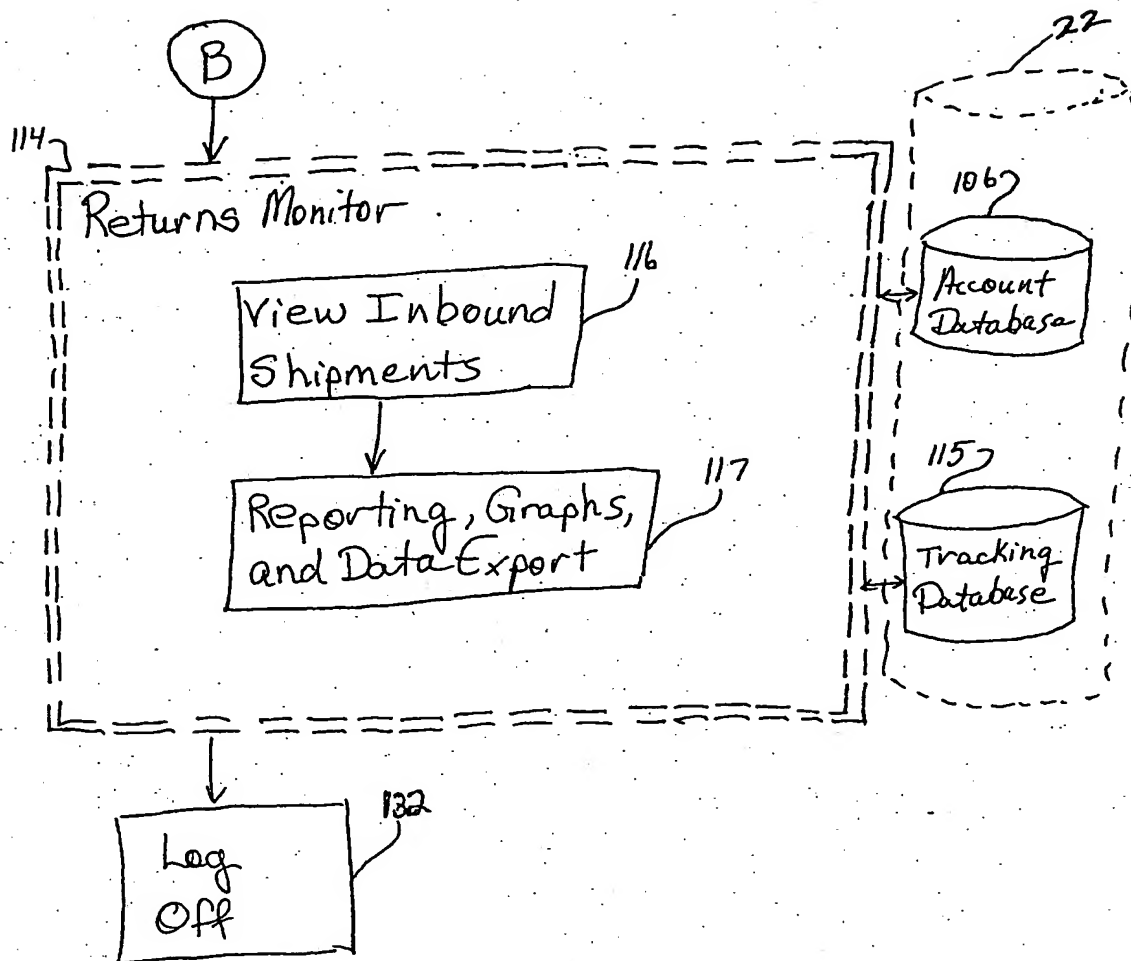 B
22
114
Returns Monitor
106
Account
Database
116
View Inbound
Shipments
115
Tracking
Database
117
Reporting, Graphs,
and Data Export
132
Log
Off